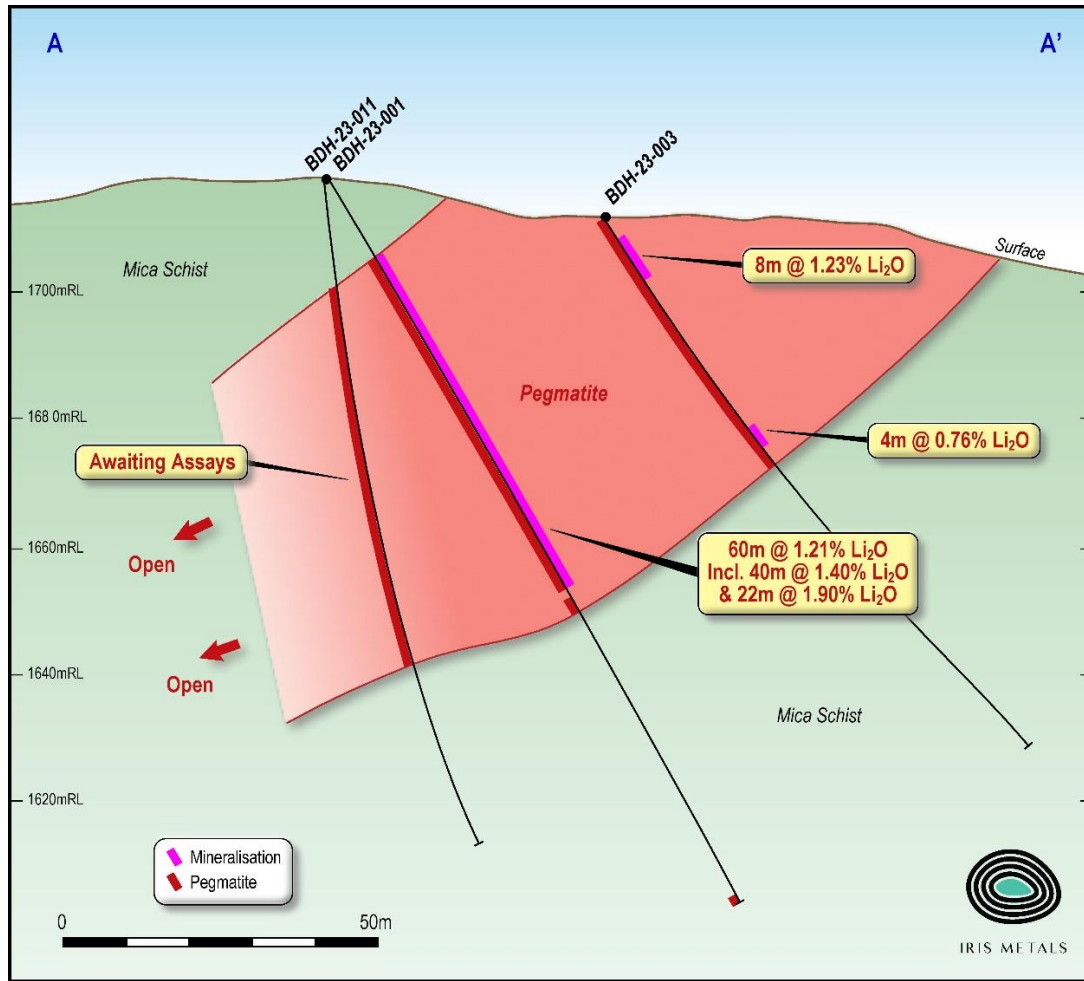 A
A'
BDH-23-011
BDH-23-001
BDH-23-003
Mica Schist
Surface
8m @ 1.23% Li₂O
1700mRL
Pegmatite
168 0mRL
4m @ 0.76% Li₂O
Awaiting Assays
Open
1660mRL
60m @ 1.21% Li₂O
Incl. 40m @ 1.40% Li₂O
& 22m @ 1.90% Li₂O
1640mRL
Open
Mica Schist
1620mRL
Mineralisation
Pegmatite
0
50m
IRIS METALS